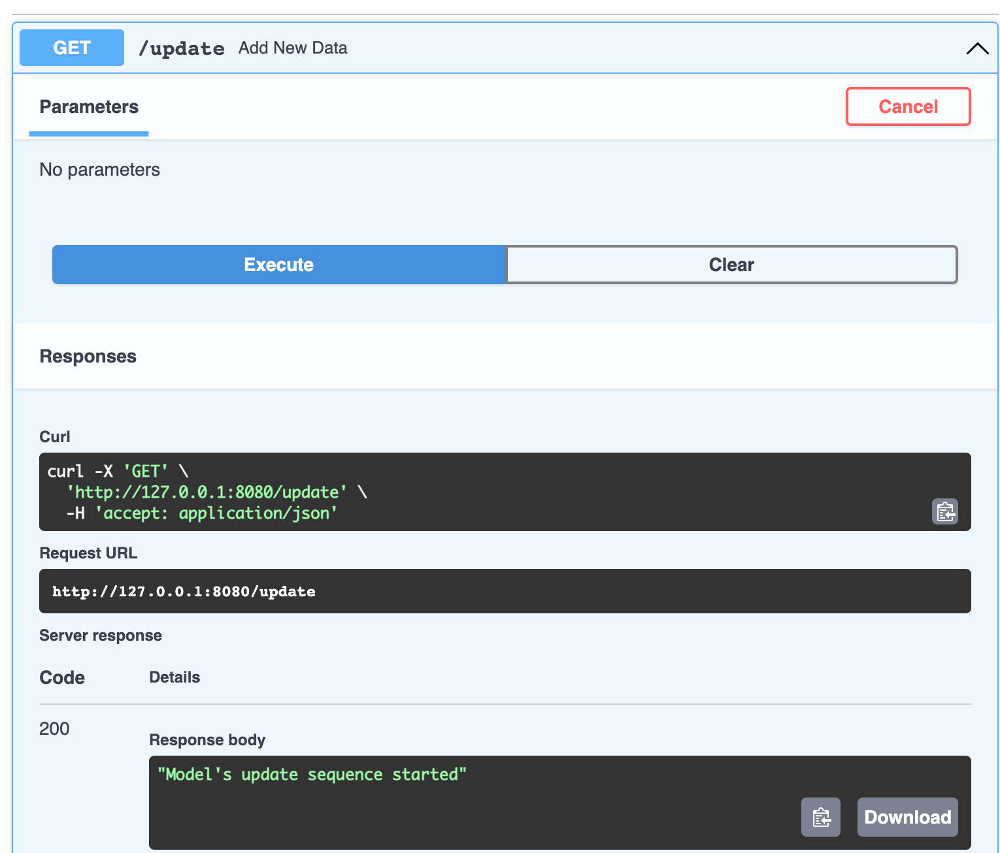 GET /update Add New Data
Parameters
Cancel
No parameters
Execute
Clear
Responses
Curl
curl -X 'GET' \
  'http://127.0.0.1:8080/update' \
  -H 'accept: application/json'
Request URL
http://127.0.0.1:8080/update
Server response
Code
Details
200
Response body
"Model's update sequence started"
Download